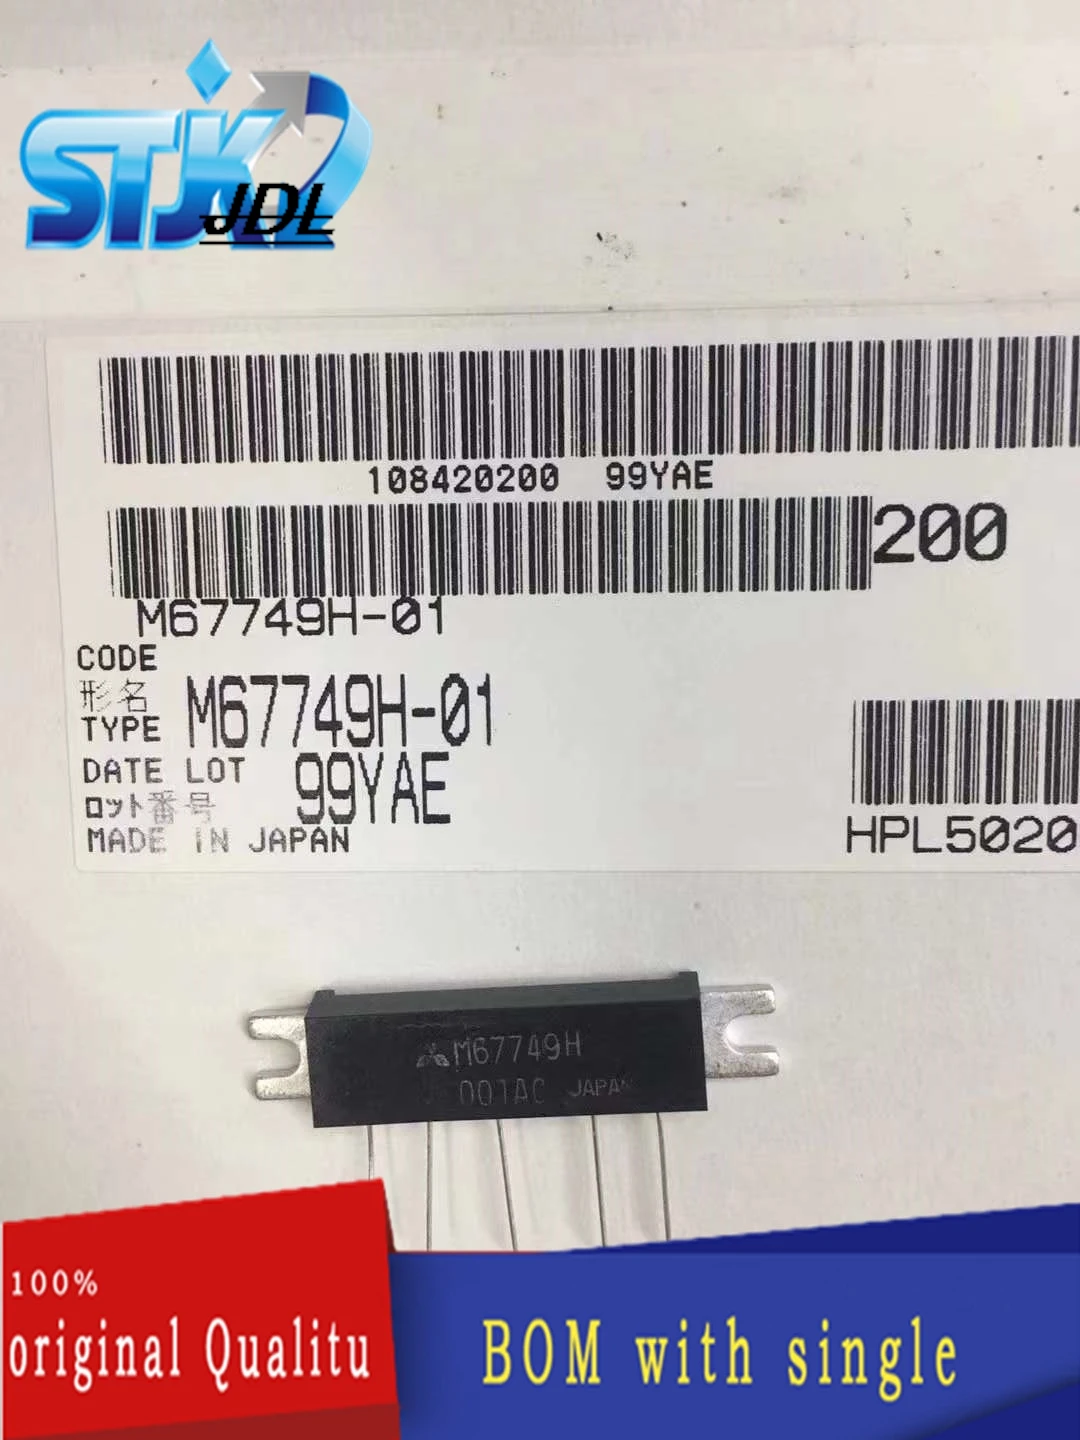 STK
JDL
108420200 99YAE
200
M67749H-01
CODE
形名
TYPE M67749H-01
DATE LOT 99YAE
ロット番号
MADE IN JAPAN
HPL5020
M67749H
001AC JAPAN
100%
original Qualitu
BOM with single